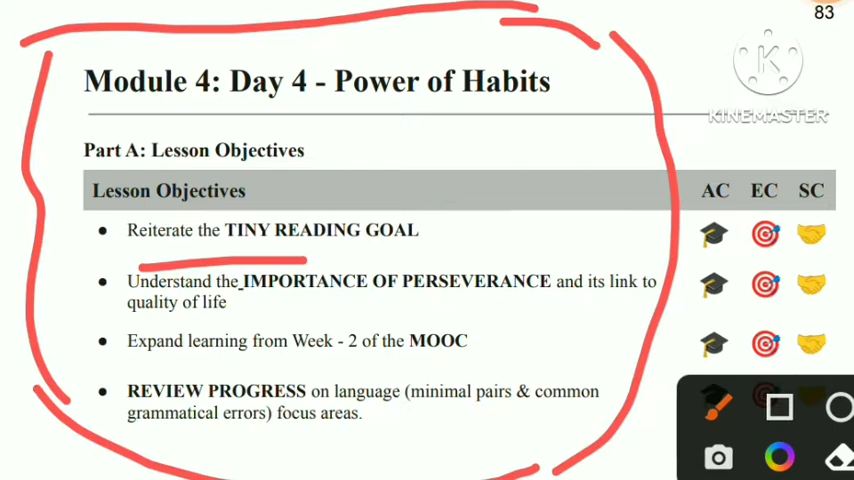 83
Module 4: Day 4 - Power of Habits
K
KINEMASTER
Part A: Lesson Objectives
Lesson Objectives AC EC SC
● Reiterate the TINY READING GOAL
● Understand the IMPORTANCE OF PERSEVERANCE and its link to
quality of life
● Expand learning from Week - 2 of the MOOC
● REVIEW PROGRESS on language (minimal pairs & common
grammatical errors) focus areas.